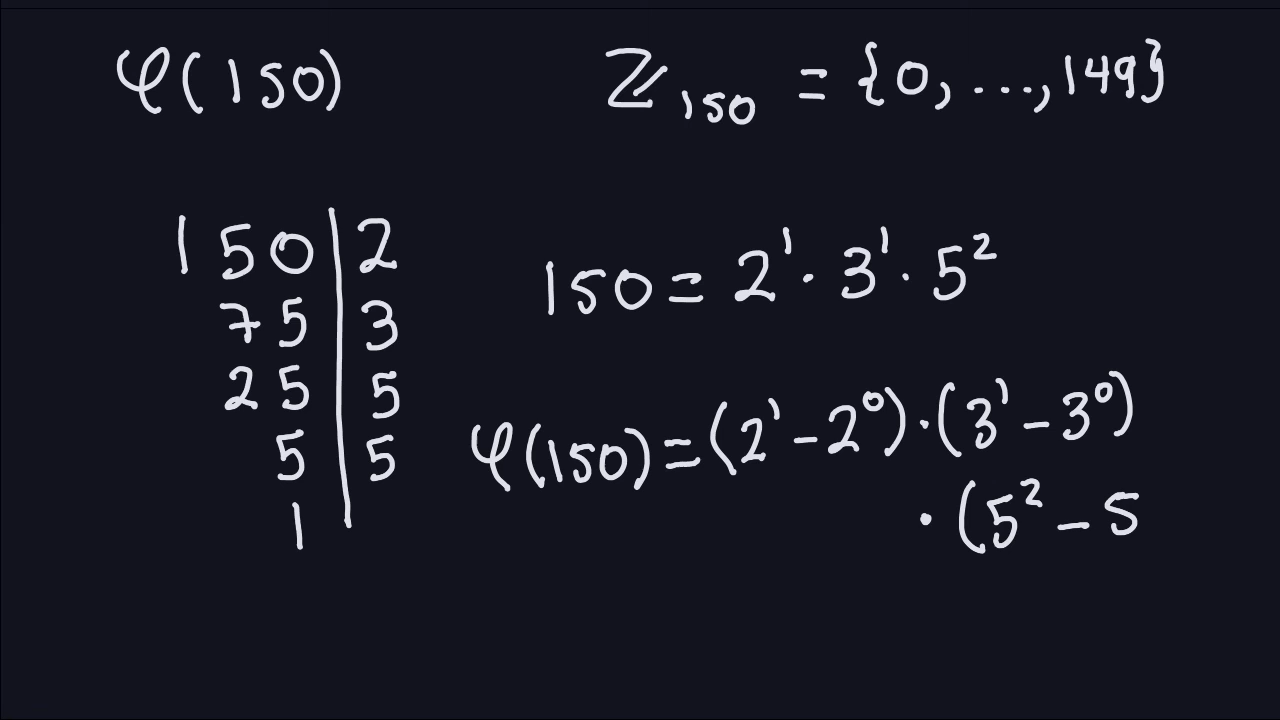 φ(150)
Z₁₅₀ = {0, ..., 149}
150 | 2
75 | 3
25 | 5
5 | 5
1 |
150 = 2¹ · 3¹ · 5²
φ(150) = (2¹ - 2⁰) · (3¹ - 3⁰)
· (5² - 5